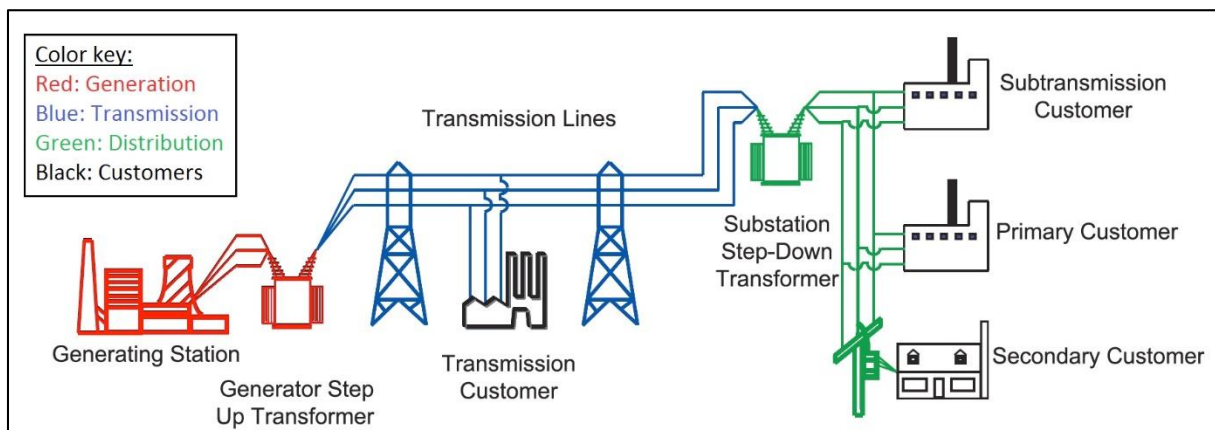 Color key:
Red: Generation
Blue: Transmission
Green: Distribution
Black: Customers
Transmission Lines
Subtransmission
Customer
Substation
Step-Down
Transformer
Primary Customer
Generating Station
Generator Step
Up Transformer
Transmission
Customer
Secondary Customer